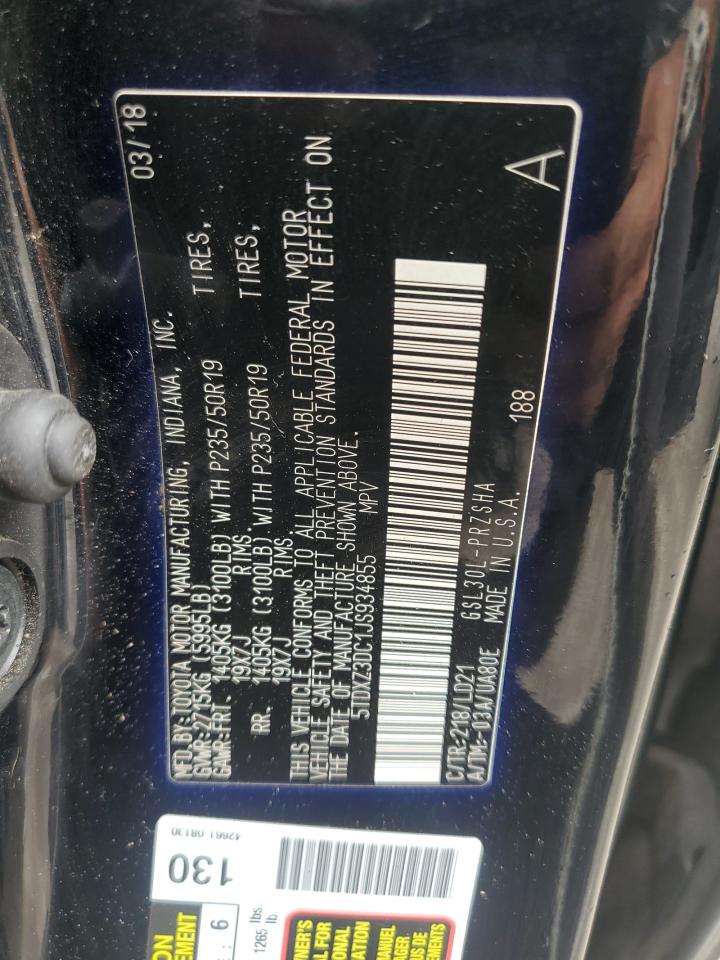 MFD.BY:TOYOTA MOTOR MANUFACTURING, INDIANA, INC. 03/18
GVWR:2715KG (5995LB)
GAWR:FRT. 1405KG (3100LB) WITH P235/50R19 TIRES,
19X7J RIMS.
RR. 1405KG (3100LB) WITH P235/50R19 TIRES,
19X7J RIMS.
THIS VEHICLE CONFORMS TO ALL APPLICABLE FEDERAL MOTOR
VEHICLE SAFETY AND THEFT PREVENTION STANDARDS IN EFFECT ON
THE DATE OF MANUFACTURE SHOWN ABOVE.
5TDXZ3DC1JS934855 MPV
C/TR:218/LD21 GSL30L-PRZSHA
A/TM:-03A/UA80E MADE IN U.S.A. 188
A
42661 08130
130
: 6
1265 lbs.